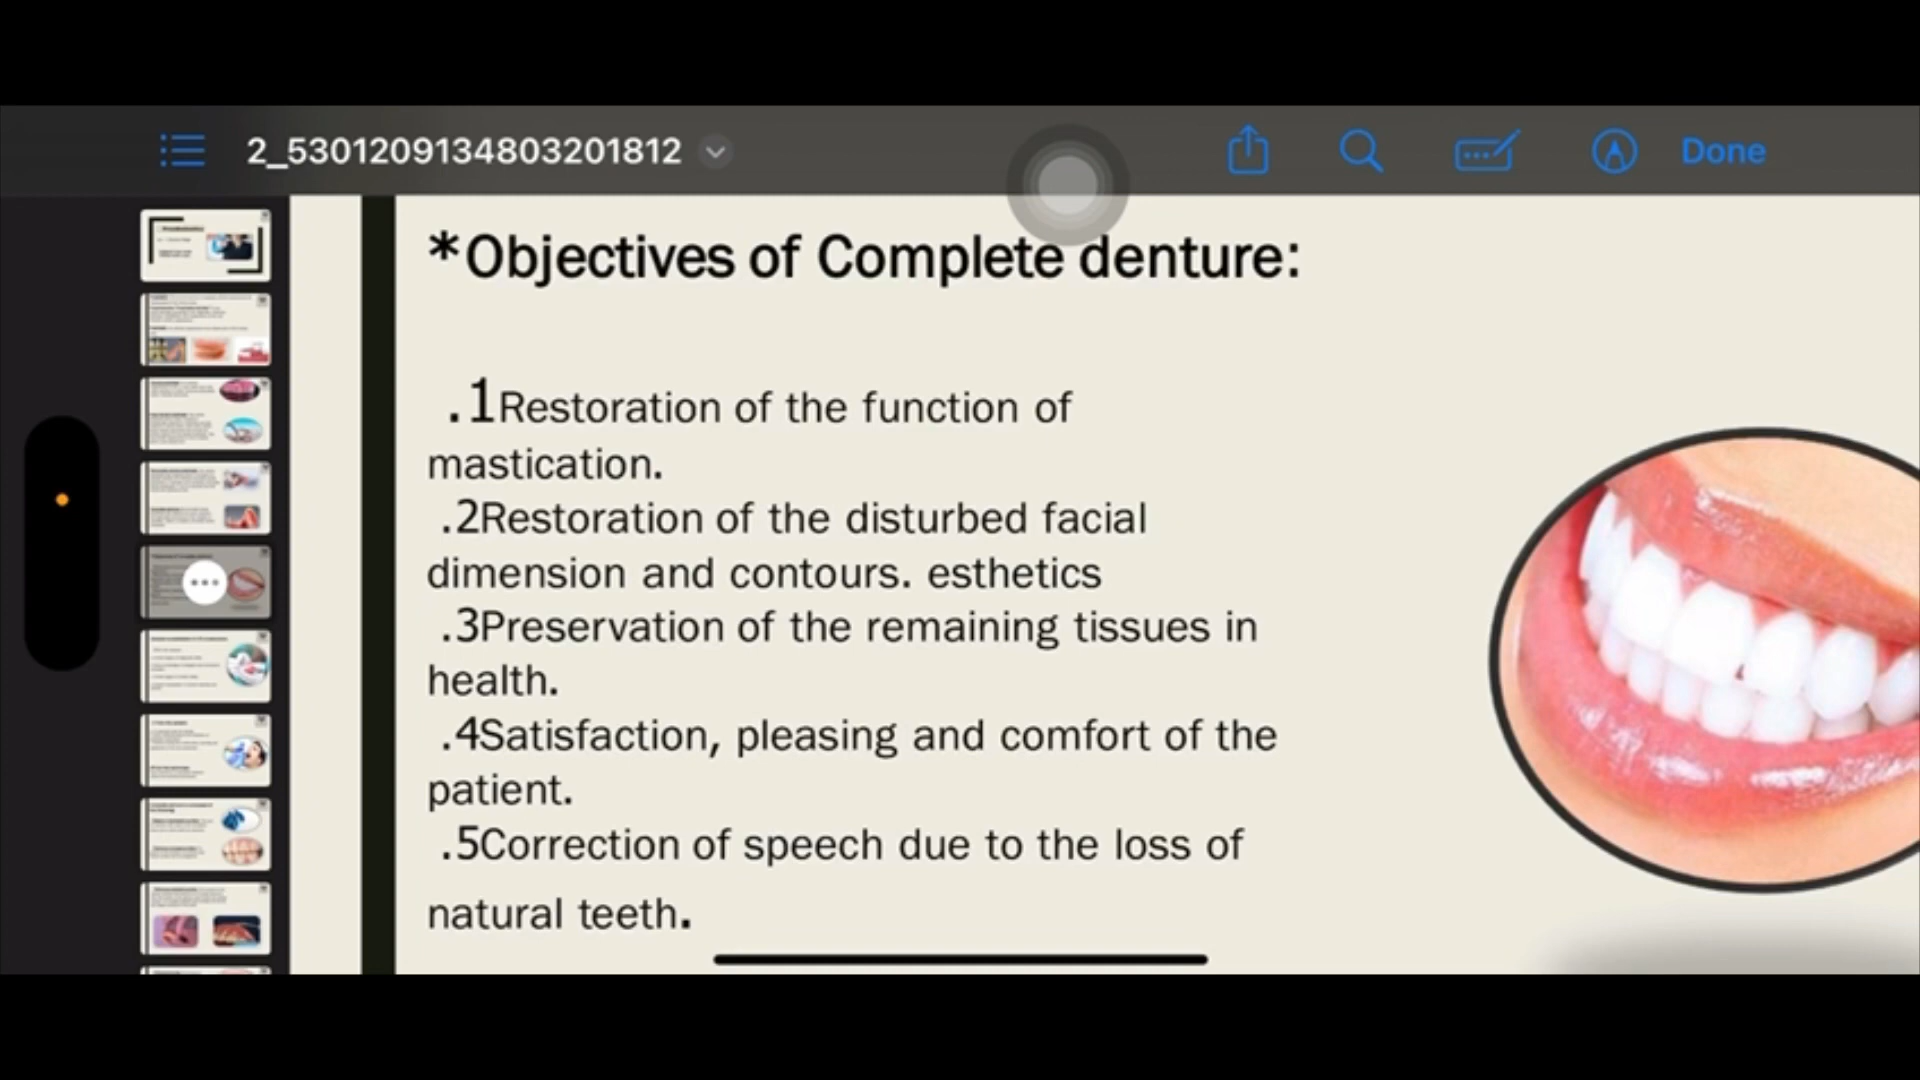 2_5301209134803201812
Done
*Objectives of Complete denture:
.1Restoration of the function of
mastication.
.2Restoration of the disturbed facial
dimension and contours. esthetics
.3Preservation of the remaining tissues in
health.
.4Satisfaction, pleasing and comfort of the
patient.
.5Correction of speech due to the loss of
natural teeth.